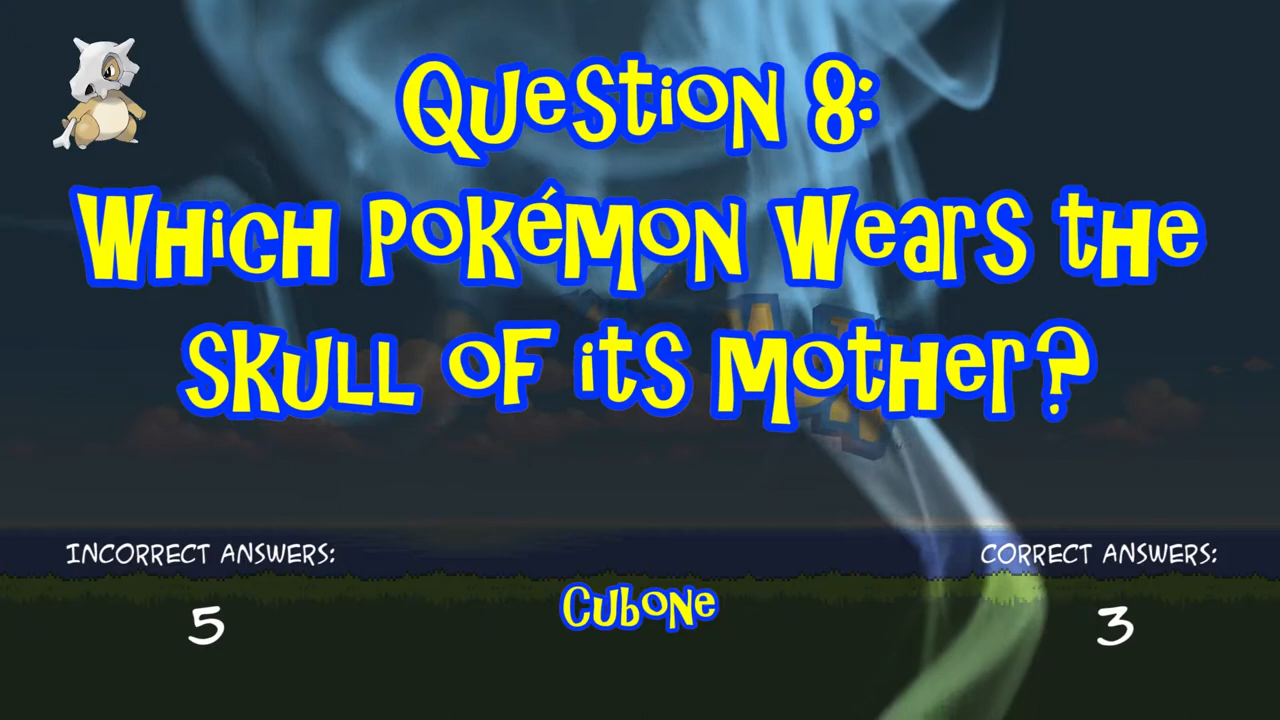 Question 8:
Which Pokémon Wears the
Skull of its Mother?
INCORRECT ANSWERS:
CORRECT ANSWERS:
5
Cubone
3